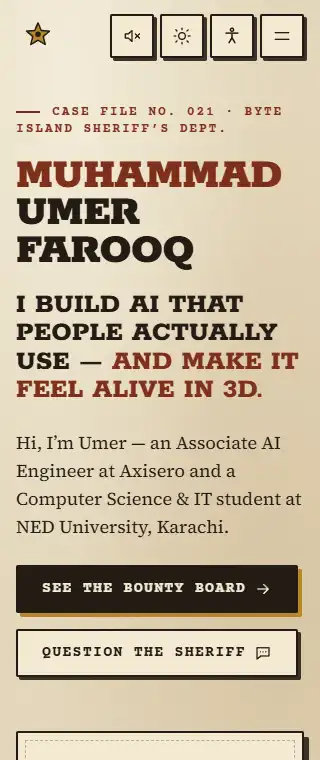 CASE FILE NO. 021 · BYTE
ISLAND SHERIFF’S DEPT.
MUHAMMAD
UMER
FAROOQ
I BUILD AI THAT
PEOPLE ACTUALLY
USE — AND MAKE IT
FEEL ALIVE IN 3D.
Hi, I’m Umer — an Associate AI
Engineer at Axisero and a
Computer Science & IT student at
NED University, Karachi.
SEE THE BOUNTY BOARD →
QUESTION THE SHERIFF